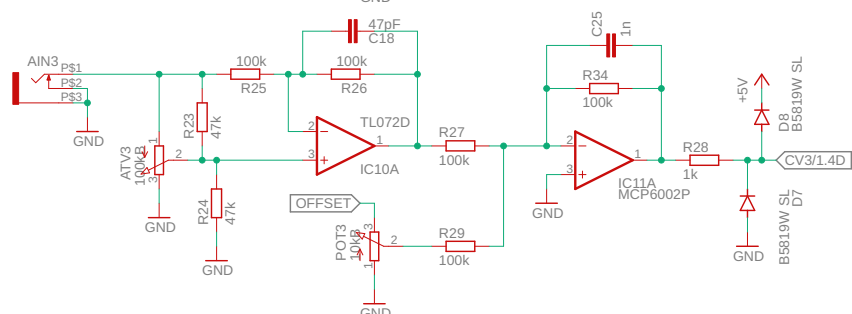 GND
47pF
C18
AIN3
P$1
P$2
P$3
GND
100k
R25
100k
R26
R23
47k
ATV3
100kB
1
2
3
GND
R24
47k
GND
2
3
1
TL072D
IC10A
OFFSET
POT3
10kB
3
2
1
GND
R27
100k
R29
100k
C25
1n
R34
100k
2
3
1
GND
IC11A
MCP6002P
R28
1k
+5V
D8
B5819W SL
CV3/1.4D
D7
B5819W SL
GND